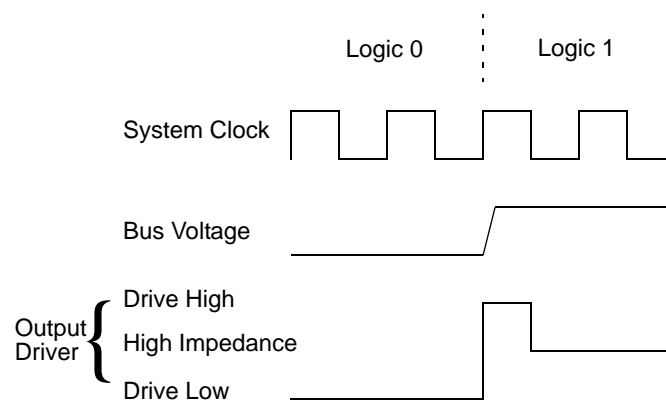 Logic 0
Logic 1
System Clock
Bus Voltage
Drive High
Output
Driver
High Impedance
Drive Low